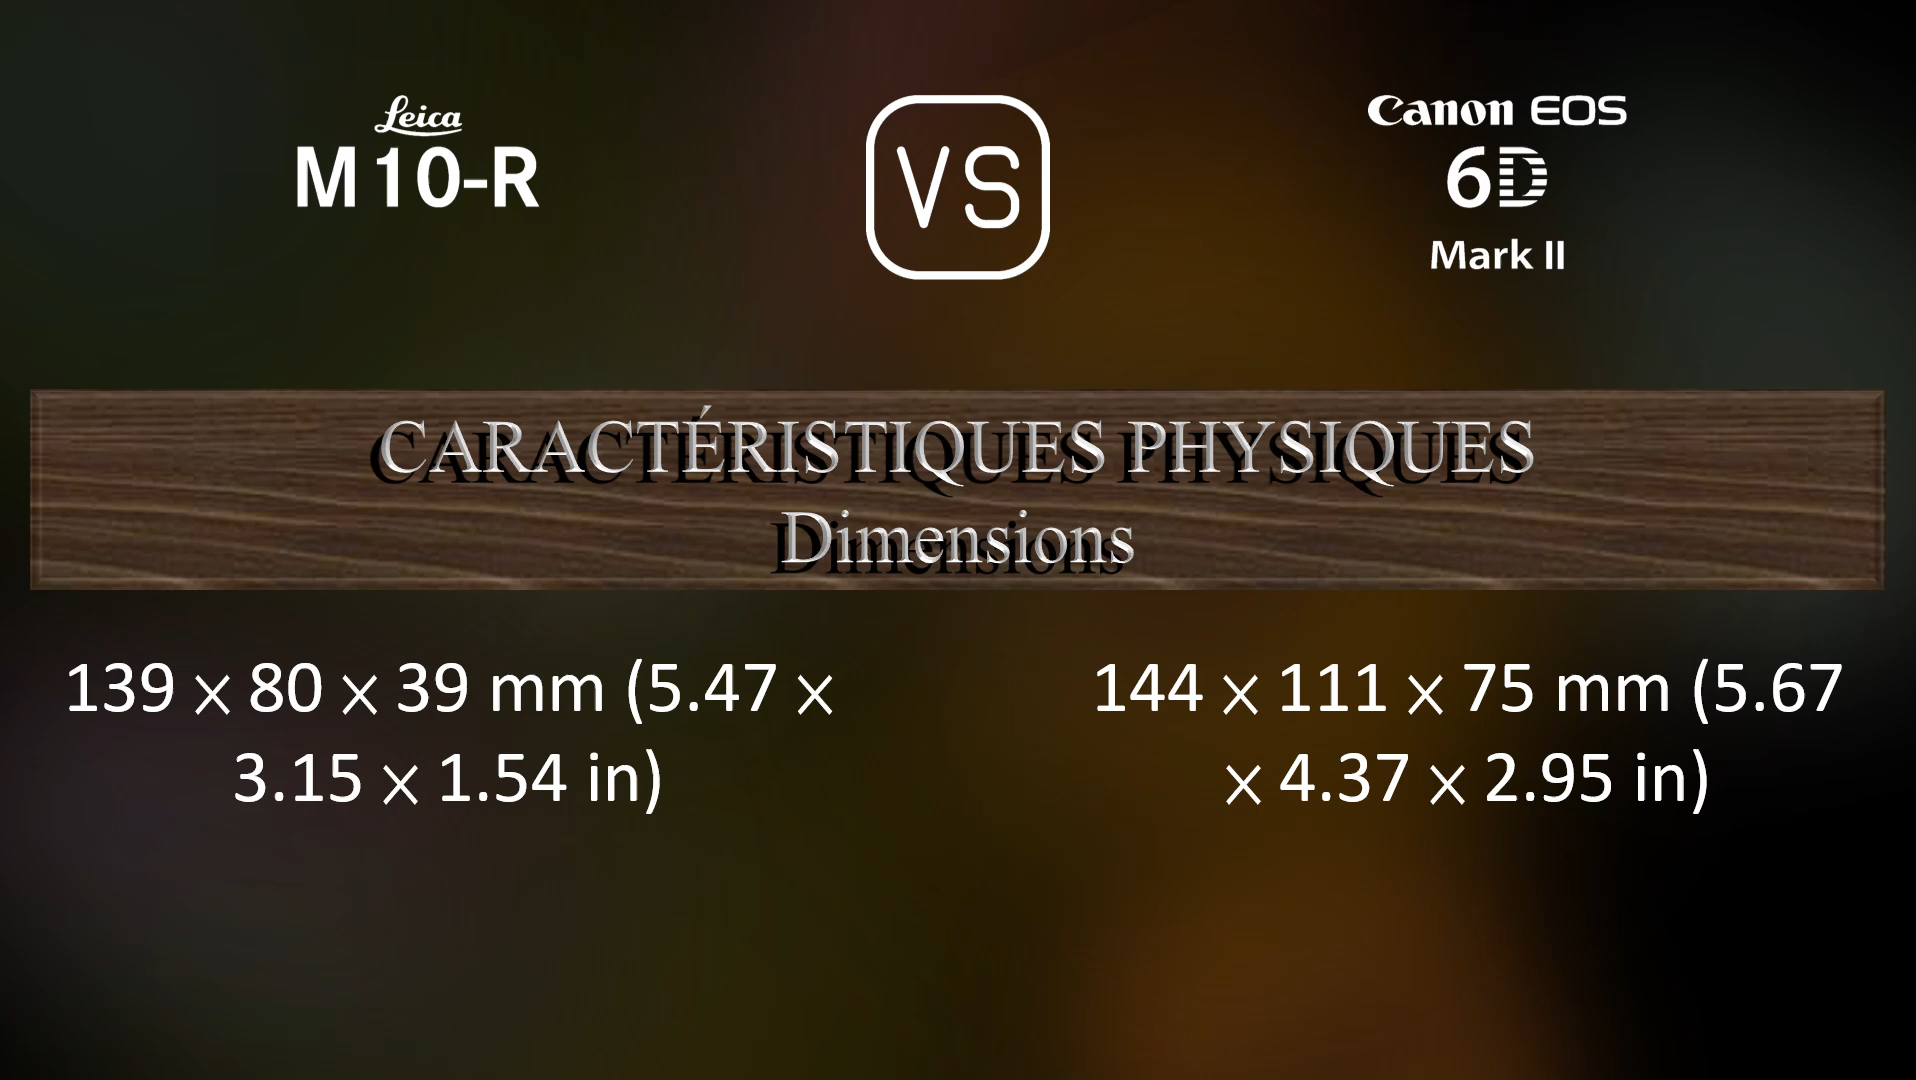 Leica
M10-R
VS
Canon EOS
6D
Mark II
CARACTÉRISTIQUES PHYSIQUES
Dimensions
139 x 80 x 39 mm (5.47 x
3.15 x 1.54 in)
144 x 111 x 75 mm (5.67
x 4.37 x 2.95 in)